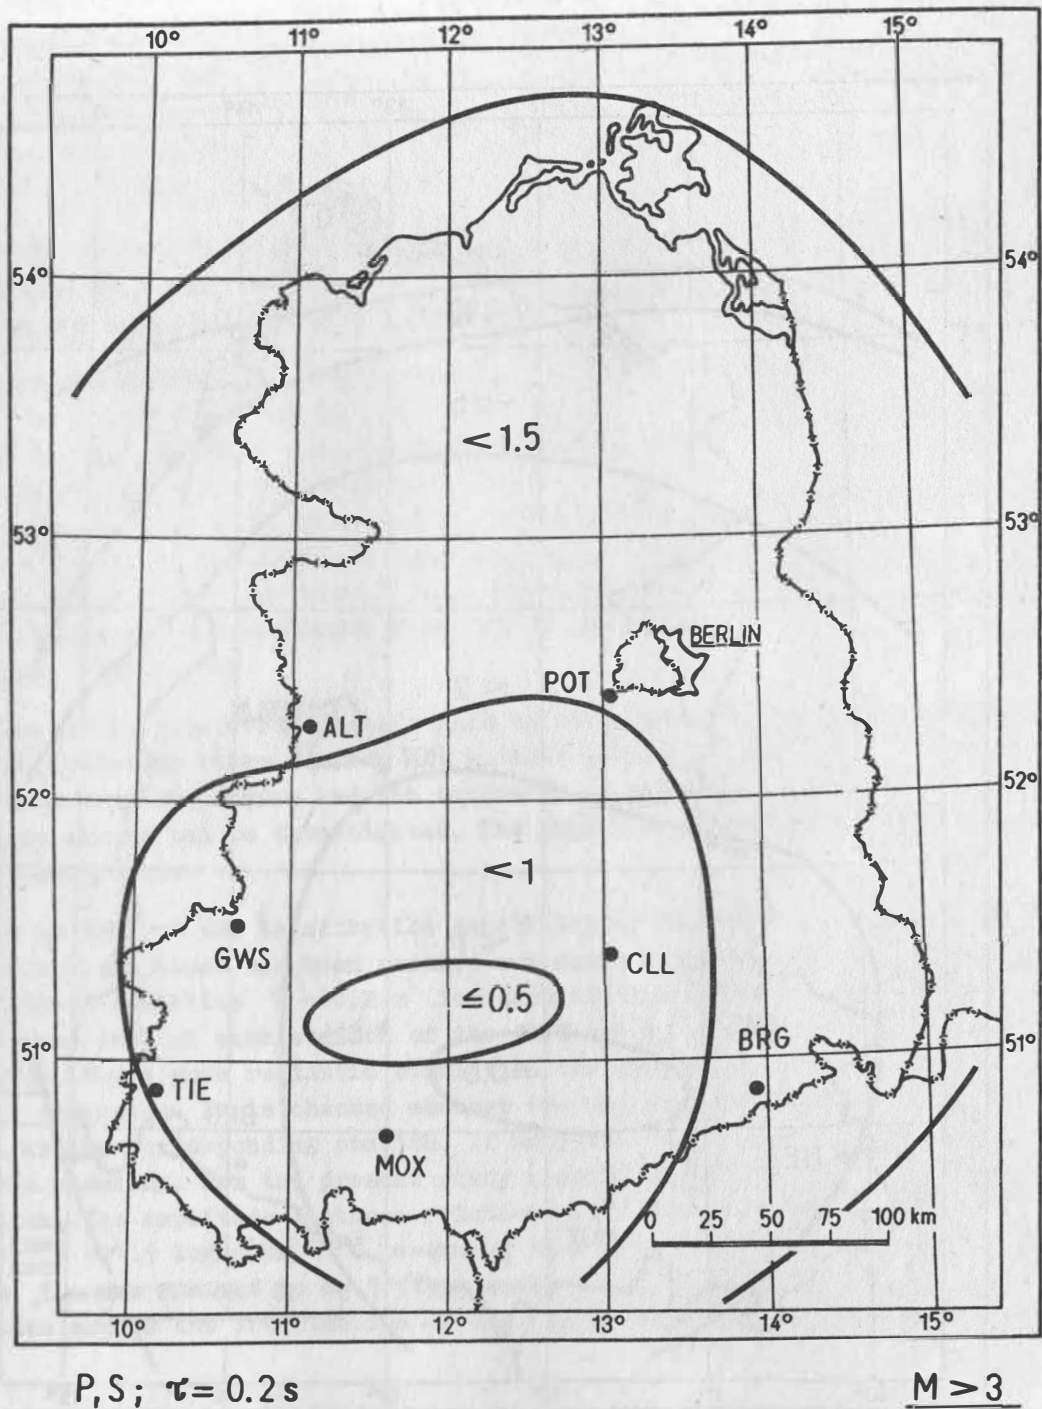 10° 11° 12° 13° 14° 15°
54° 54°
< 1.5
53° 53°
BERLIN
POT
ALT
52° 52°
< 1
GWS
CLL
≤ 0.5
BRG
51° 51°
TIE
MOX
0 25 50 75 100 km
10° 11° 12° 13° 14° 15°
P, S; τ = 0.2 s
M > 3